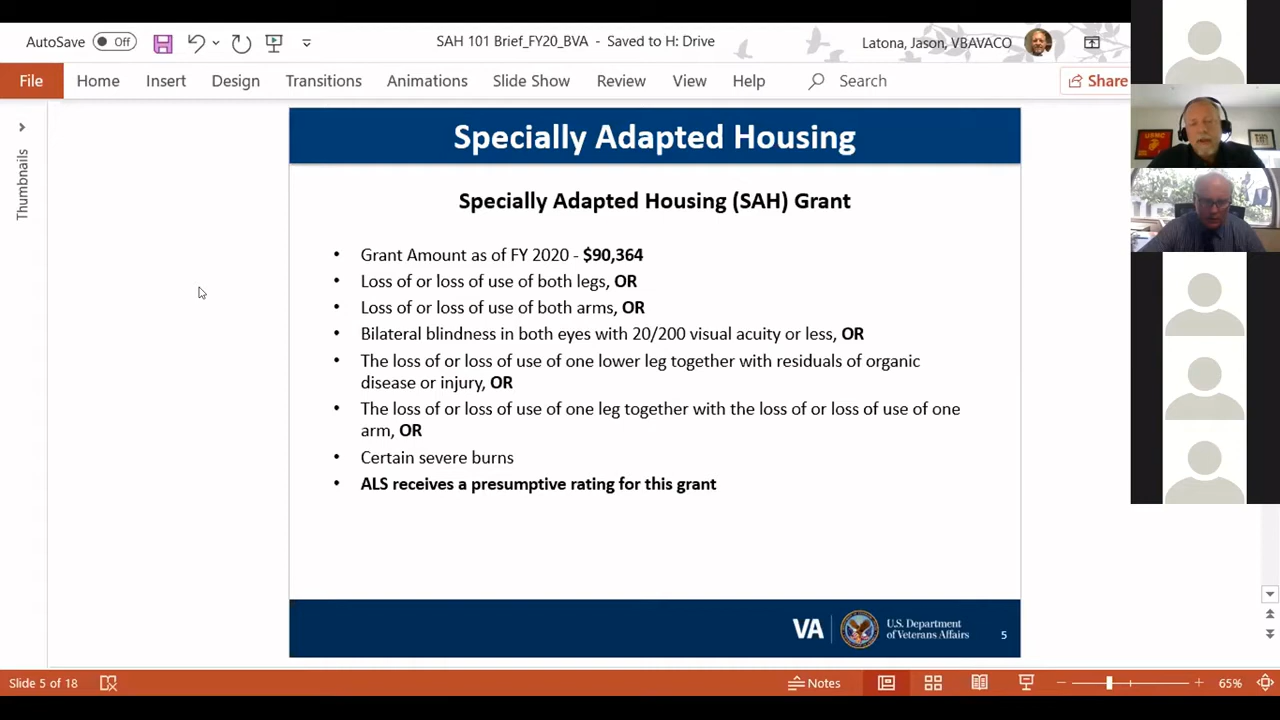 AutoSave Off SAH 101 Brief_FY20_BVA - Saved to H: Drive Latona, Jason, VBAVACO
File Home Insert Design Transitions Animations Slide Show Review View Help Search Share
Thumbnails
Specially Adapted Housing
Specially Adapted Housing (SAH) Grant
• Grant Amount as of FY 2020 - $90,364
• Loss of or loss of use of both legs, OR
• Loss of or loss of use of both arms, OR
• Bilateral blindness in both eyes with 20/200 visual acuity or less, OR
• The loss of or loss of use of one lower leg together with residuals of organic
disease or injury, OR
• The loss of or loss of use of one leg together with the loss of or loss of use of one
arm, OR
• Certain severe burns
• ALS receives a presumptive rating for this grant
VA U.S. Department
of Veterans Affairs
5
USMC
Slide 5 of 18 Notes 65%